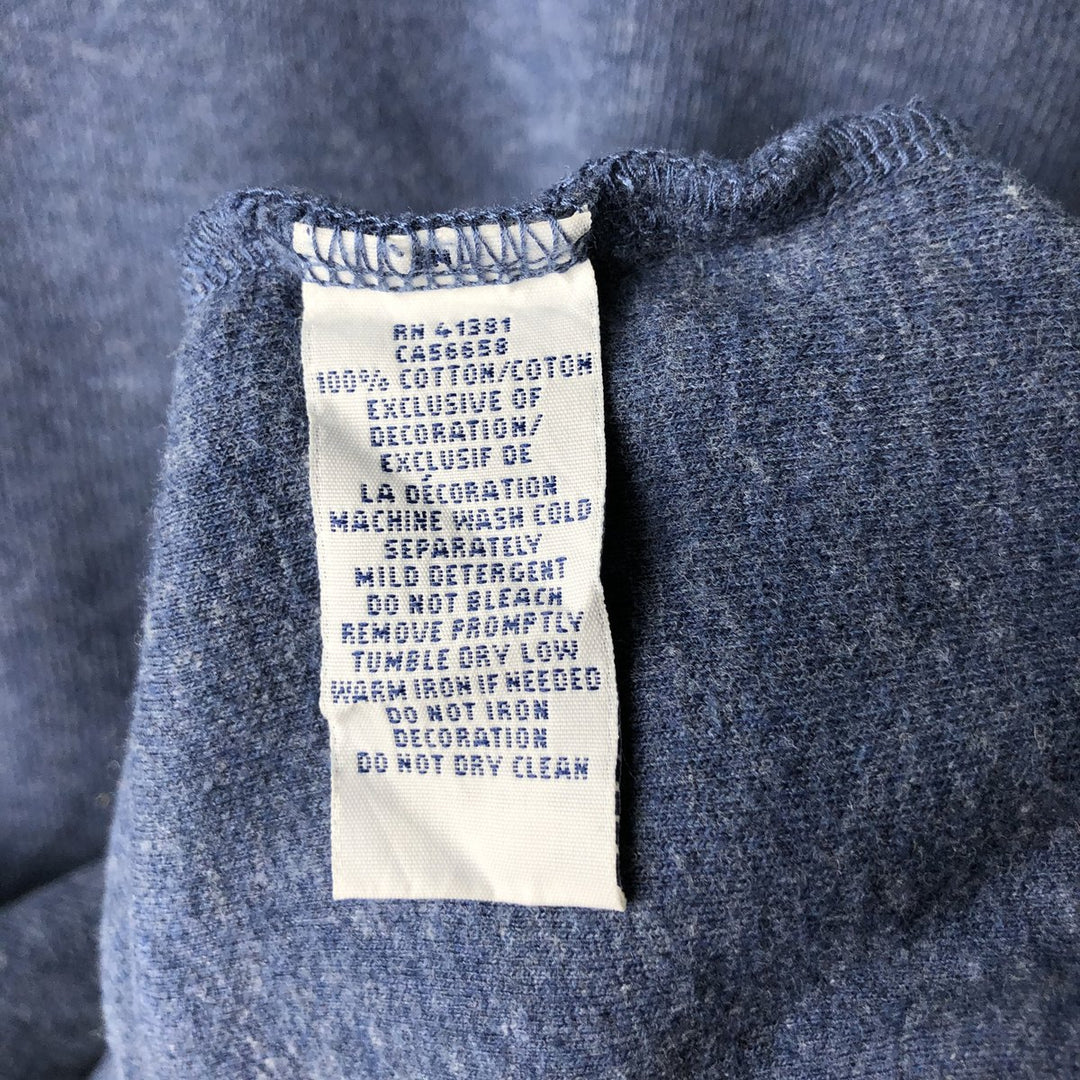 RN 41381
CA56658
100% COTTON/COTON
EXCLUSIVE OF
DECORATION/
EXCLUSIF DE
LA DÉCORATION
MACHINE WASH COLD
SEPARATELY
MILD DETERGENT
DO NOT BLEACH
REMOVE PROMPTLY
TUMBLE DRY LOW
WARM IRON IF NEEDED
DO NOT IRON
DECORATION
DO NOT DRY CLEAN